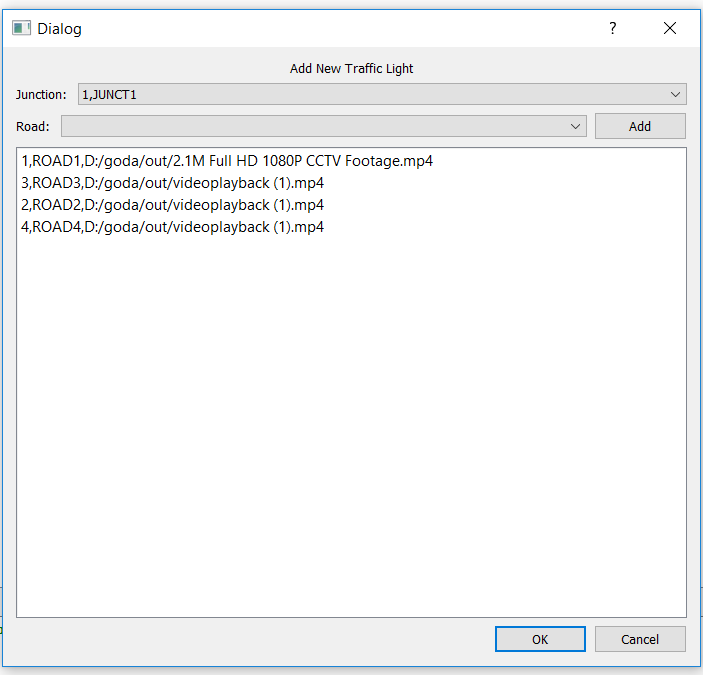 Dialog
?
Add New Traffic Light
Junction: 1,JUNCT1
Road:
Add
1,ROAD1,D:/goda/out/2.1M Full HD 1080P CCTV Footage.mp4
3,ROAD3,D:/goda/out/videoplayback (1).mp4
2,ROAD2,D:/goda/out/videoplayback (1).mp4
4,ROAD4,D:/goda/out/videoplayback (1).mp4
OK
Cancel